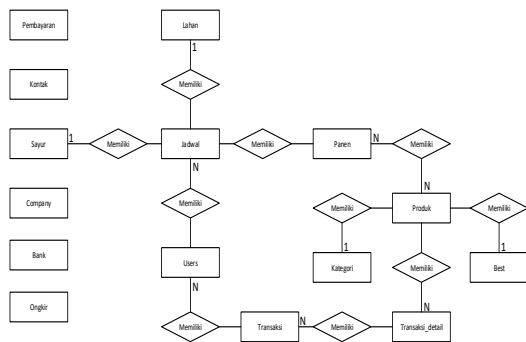 Pembayaran
Lahan
1
Kontak
Memiliki
Sayur
1
Memiliki
Jadwal
Memiliki
Panen
N
Memiliki
N
N
Company
Memiliki
Memiliki
Produk
Memiliki
1
1
Bank
Users
Kategori
Memiliki
Best
N
N
Ongkir
Memiliki
Transaksi
N
Memiliki
Transaksi_detail